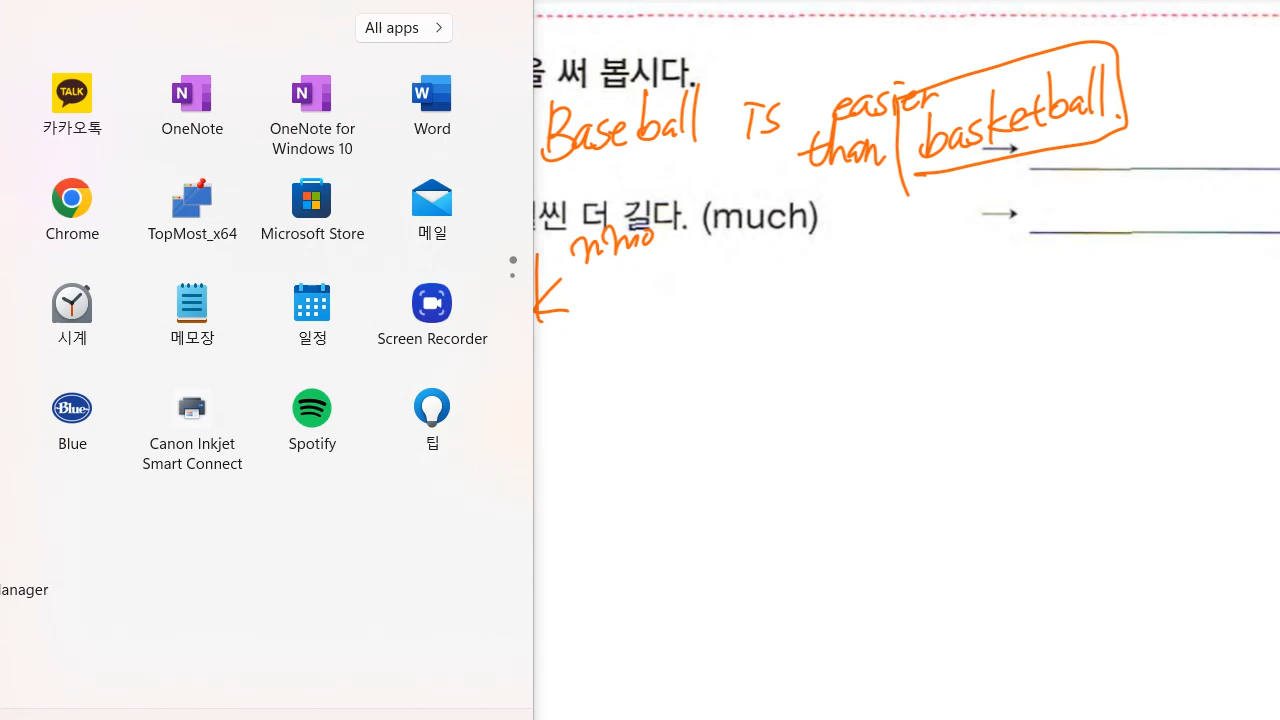 All apps
카카오톡
OneNote
OneNote for Windows 10
Word
Chrome
TopMost_x64
Microsoft Store
메일
시계
메모장
일정
Screen Recorder
Blue
Canon Inkjet Smart Connect
Spotify
팁
을 써 봅시다.
Baseball is easier
than basketball.
→
씬 더 길다. (much) →
k